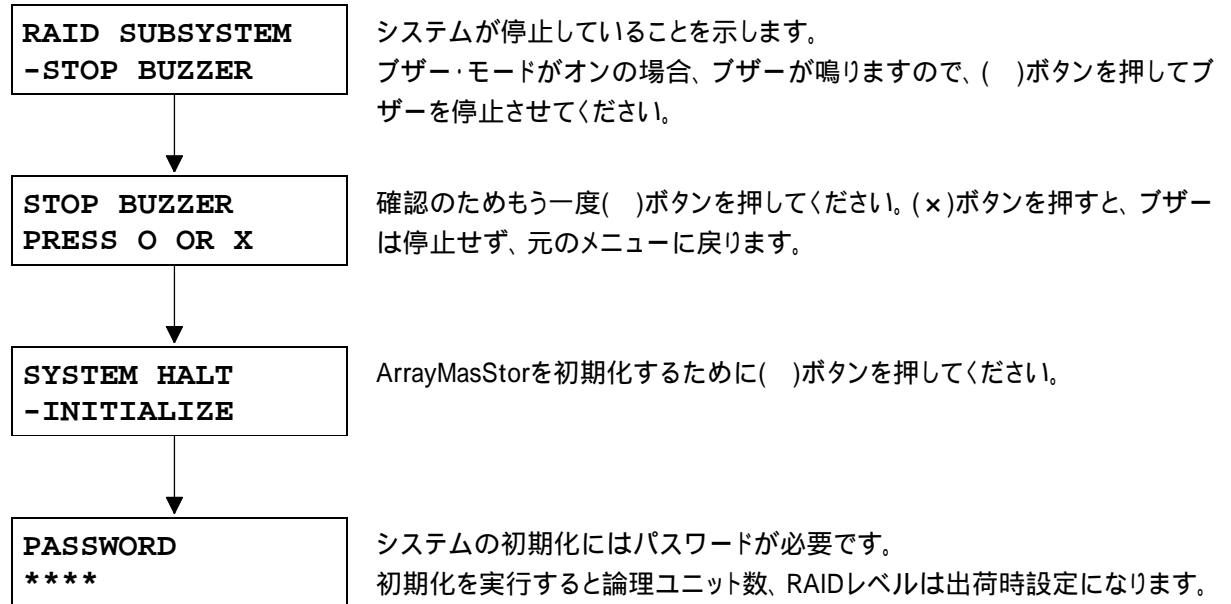 RAID SUBSYSTEM
-STOP BUZZER
システムが停止していることを示します。
ブザー・モードがオンの場合、ブザーが鳴りますので、(　)ボタンを押してブ
ザーを停止させてください。
STOP BUZZER
PRESS O OR X
確認のためもう一度(　)ボタンを押してください。(×)ボタンを押すと、ブザー
は停止せず、元のメニューに戻ります。
SYSTEM HALT
-INITIALIZE
ArrayMasStorを初期化するために(　)ボタンを押してください。
PASSWORD
****
システムの初期化にはパスワードが必要です。
初期化を実行すると論理ユニット数、RAIDレベルは出荷時設定になります。